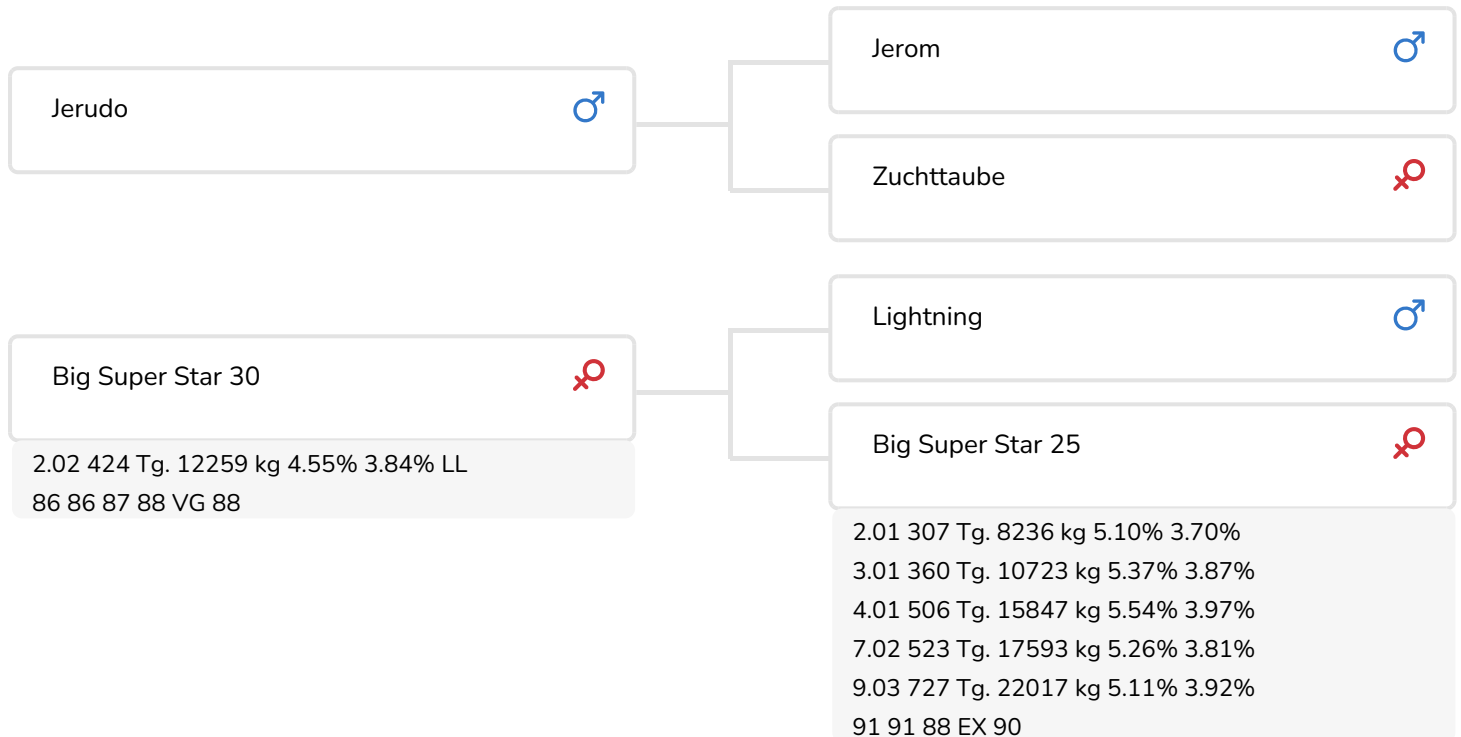 Jerudo
Jerom
Zuchttaube
Big Super Star 30
2.02 424 Tg. 12259 kg 4.55% 3.84% LL
86 86 87 88 VG 88
Lightning
Big Super Star 25
2.01 307 Tg. 8236 kg 5.10% 3.70%
3.01 360 Tg. 10723 kg 5.37% 3.87%
4.01 506 Tg. 15847 kg 5.54% 3.97%
7.02 523 Tg. 17593 kg 5.26% 3.81%
9.03 727 Tg. 22017 kg 5.11% 3.92%
91 91 88 EX 90